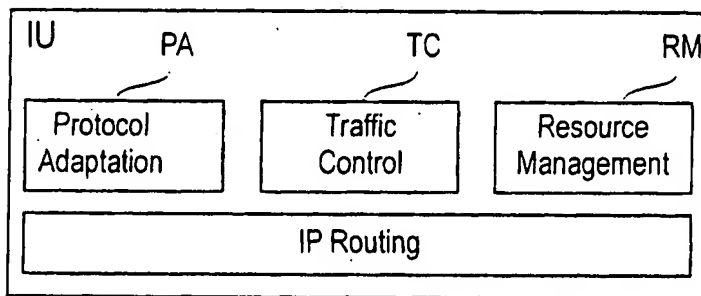 IU
PA
TC
RM
Protocol
Adaptation
Traffic
Control
Resource
Management
IP Routing